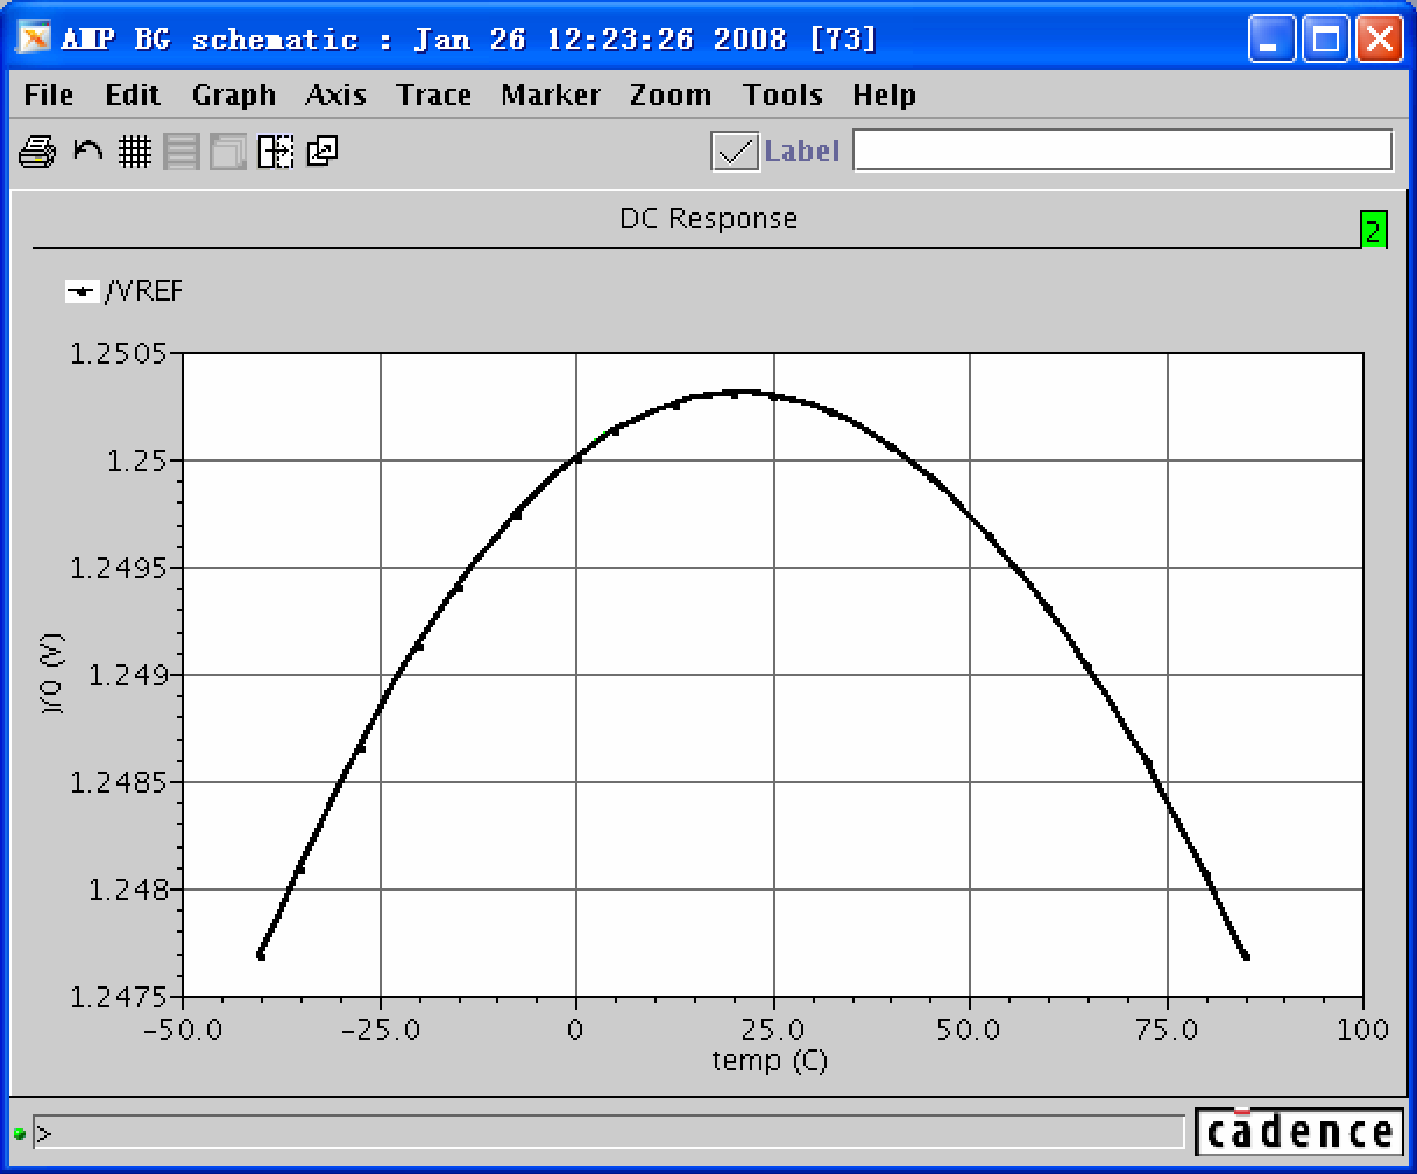 AMP BG schematic : Jan 26 12:23:26 2008 [73]
File Edit Graph Axis Trace Marker Zoom Tools Help
Label
DC Response
2
/VREF
1.2505
1.25
1.2495
1.249
1.2485
1.248
1.2475
-50.0 -25.0 0 25.0 50.0 75.0 100
temp (C)
>
cadence